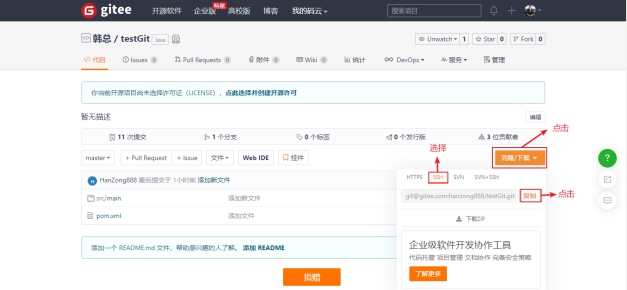 gitee 开源软件 企业版 特惠 高校版 博客 我的码云 搜索项目
韩总 / testGit Java Unwatch 1 Star 0 Fork 0
代码 Issues 0 Pull Requests 0 附件 0 Wiki 0 统计 DevOps 服务 管理
你当前开源项目尚未选择许可证（LICENSE），点此选择并创建开源许可
暂无描述 编辑
11 次提交 1 个分支 0 个标签 0 个发行版 3 位贡献者
点击
选择
master + Pull Request + Issue 文件 Web IDE 挂件 克隆/下载
HanZong888 最后提交于 1小时前 添加新文件
HTTPS SSH SVN SVN+SSH
src/main 添加新文件
git@gitee.com:hanzong888/testGit.git 复制 点击
pom.xml 添加新文件
下载ZIP
添加一个 README.md 文件，帮助感兴趣的人了解。 添加 README
企业级软件开发协作工具
代码托管 项目管理 文档协作 完备安全策略
了解更多
捐赠